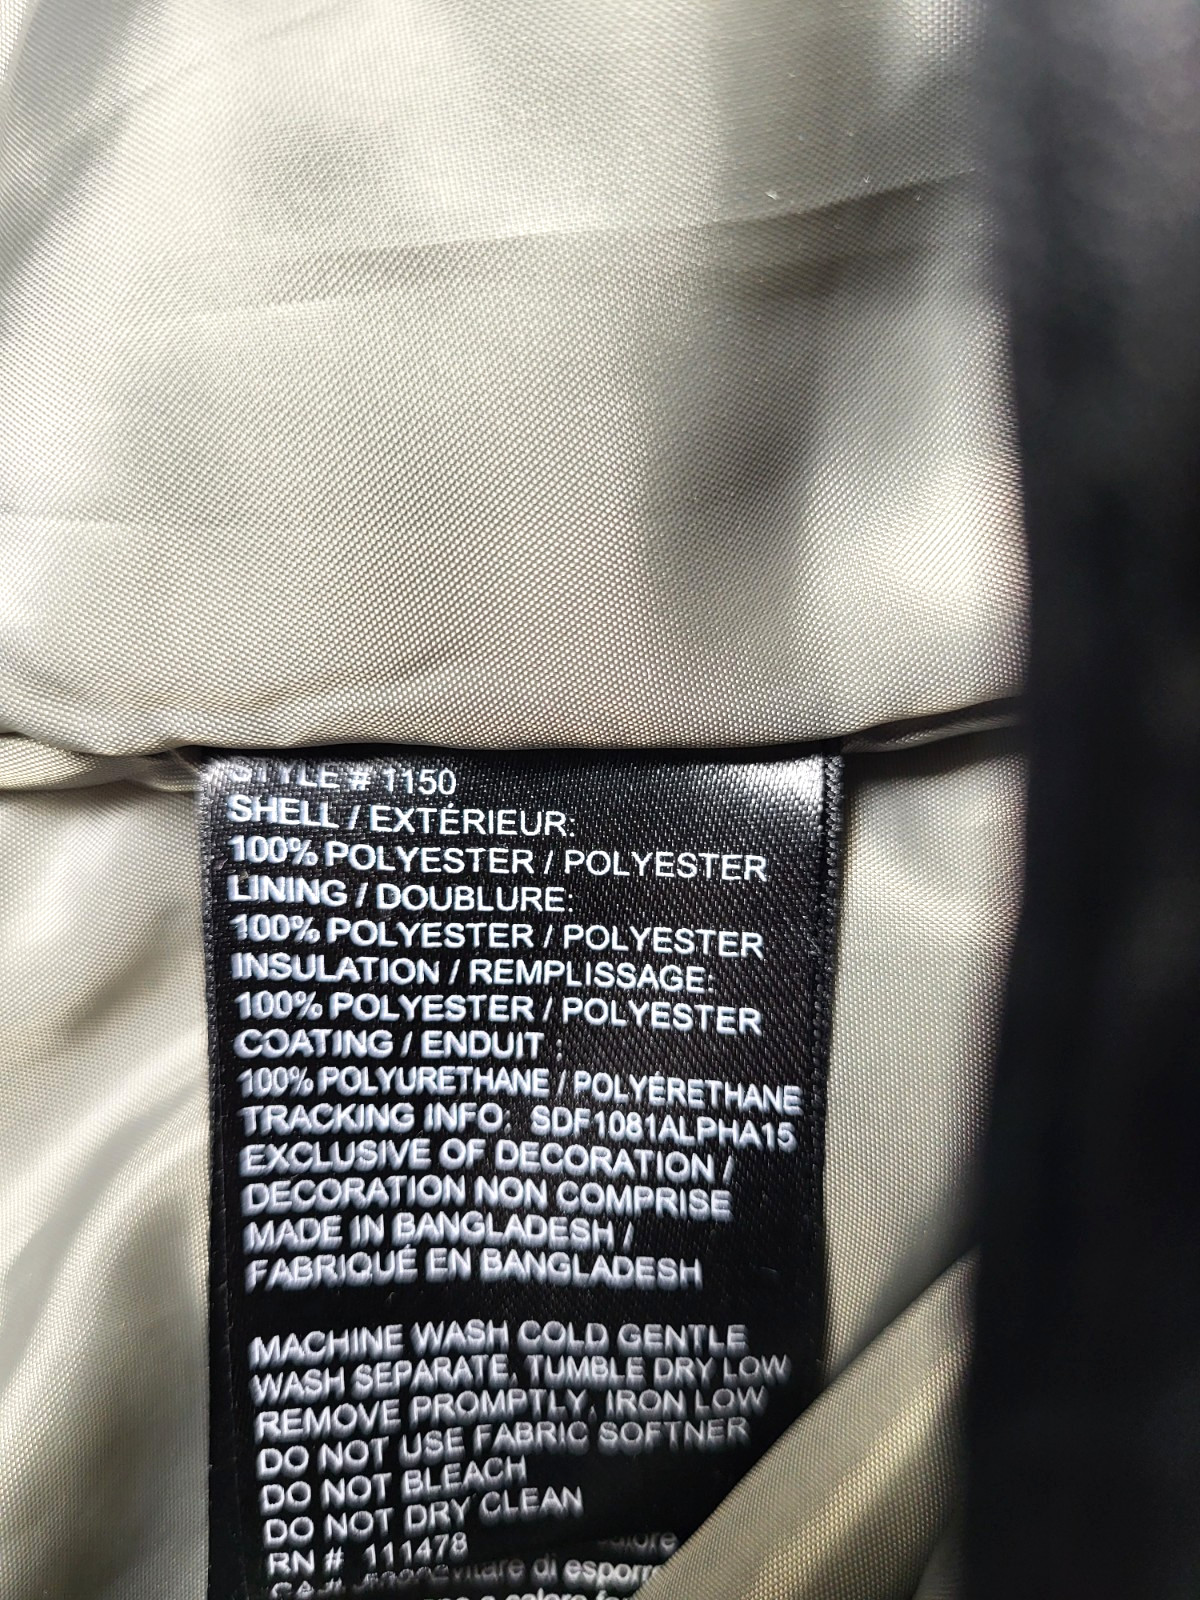 STYLE # 1150
SHELL / EXTÉRIEUR:
100% POLYESTER / POLYESTER
LINING / DOUBLURE:
100% POLYESTER / POLYESTER
INSULATION / REMPLISSAGE:
100% POLYESTER / POLYESTER
COATING / ENDUIT :
100% POLYURETHANE / POLYÉRETHANE
TRACKING INFO: SDF1081ALPHA15
EXCLUSIVE OF DECORATION /
DECORATION NON COMPRISE
MADE IN BANGLADESH /
FABRIQUÉ EN BANGLADESH
MACHINE WASH COLD GENTLE
WASH SEPARATE, TUMBLE DRY LOW
REMOVE PROMPTLY, IRON LOW
DO NOT USE FABRIC SOFTNER
DO NOT BLEACH
DO NOT DRY CLEAN
RN # 111478
di